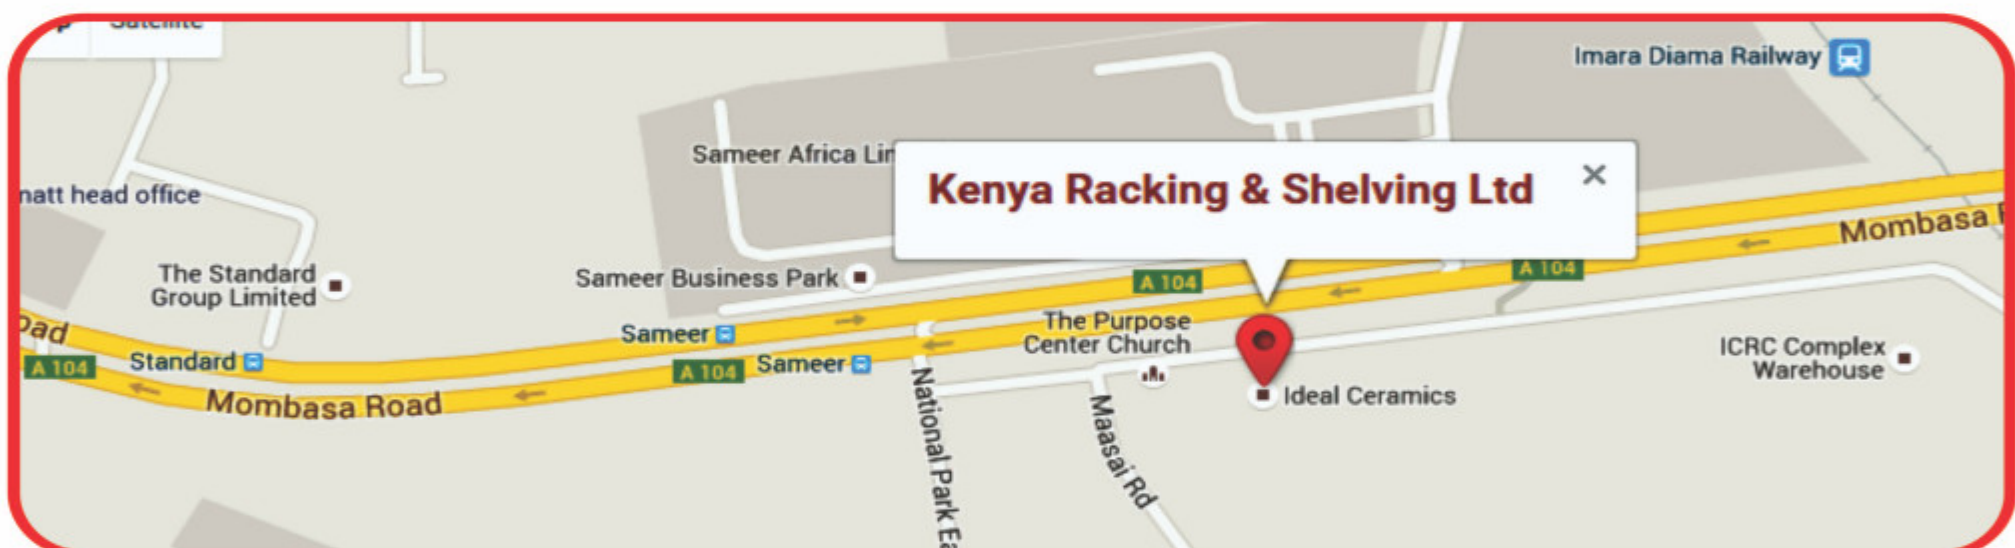 Satellite
Imara Diama Railway
Sameer Africa Lin
Kenya Racking & Shelving Ltd
natt head office
Mombasa R
The Standard
Group Limited
Sameer Business Park
A 104
A 104
oad
Sameer
The Purpose
Center Church
Standard
A 104
A 104
Sameer
ICRC Complex
Warehouse
Mombasa Road
Ideal Ceramics
National Park Ea
Maasai Rd